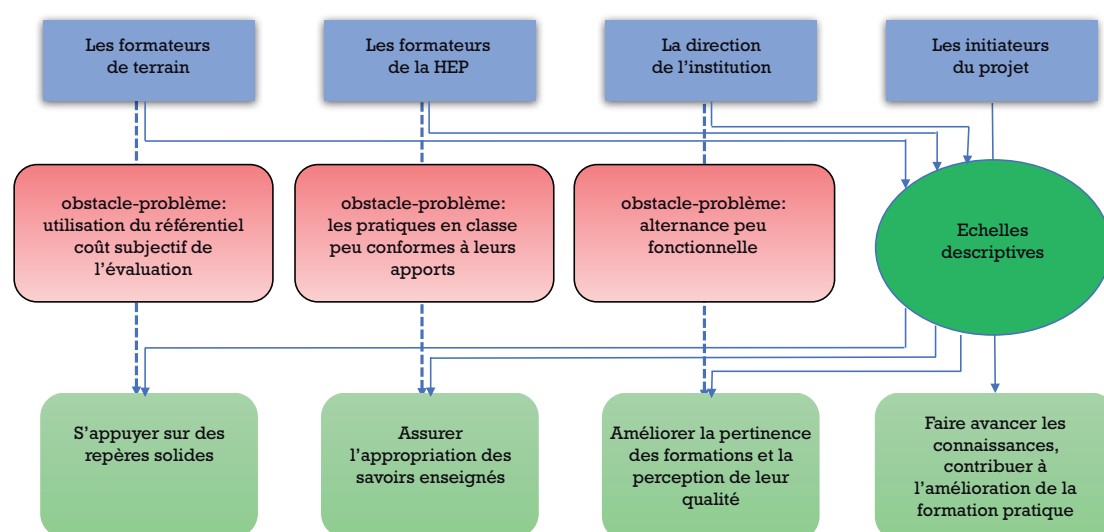 Les formateurs
de terrain
Les formateurs
de la HEP
La direction
de l’institution
Les initiateurs
du projet
obstacle-problème:
utilisation du référentiel
coût subjectif de
l’évaluation
obstacle-problème:
les pratiques en classe
peu conformes à leurs
apports
obstacle-problème:
alternance peu
fonctionnelle
Echelles
descriptives
S’appuyer sur des
repères solides
Assurer
l’appropriation des
savoirs enseignés
Améliorer la pertinence
des formations et la
perception de leur
qualité
Faire avancer les
connaissances,
contribuer à
l’amélioration de la
formation pratique